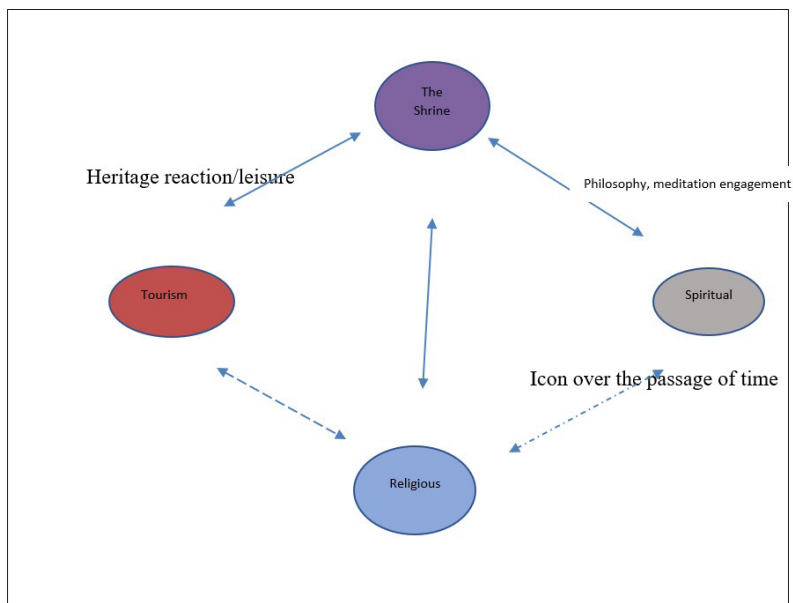 The
Shrine
Heritage reaction/leisure
Philosophy, meditation engagement
Tourism
Spiritual
Icon over the passage of time
Religious